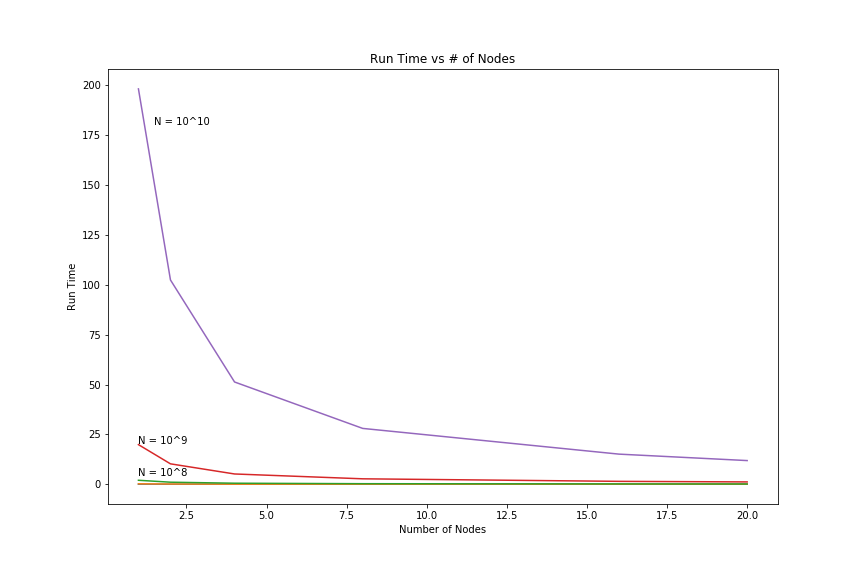 Run Time vs # of Nodes
200
175
150
125
100
75
50
25
0
Run Time
N = 10^10
N = 10^9
N = 10^8
2.5 5.0 7.5 10.0 12.5 15.0 17.5 20.0
Number of Nodes